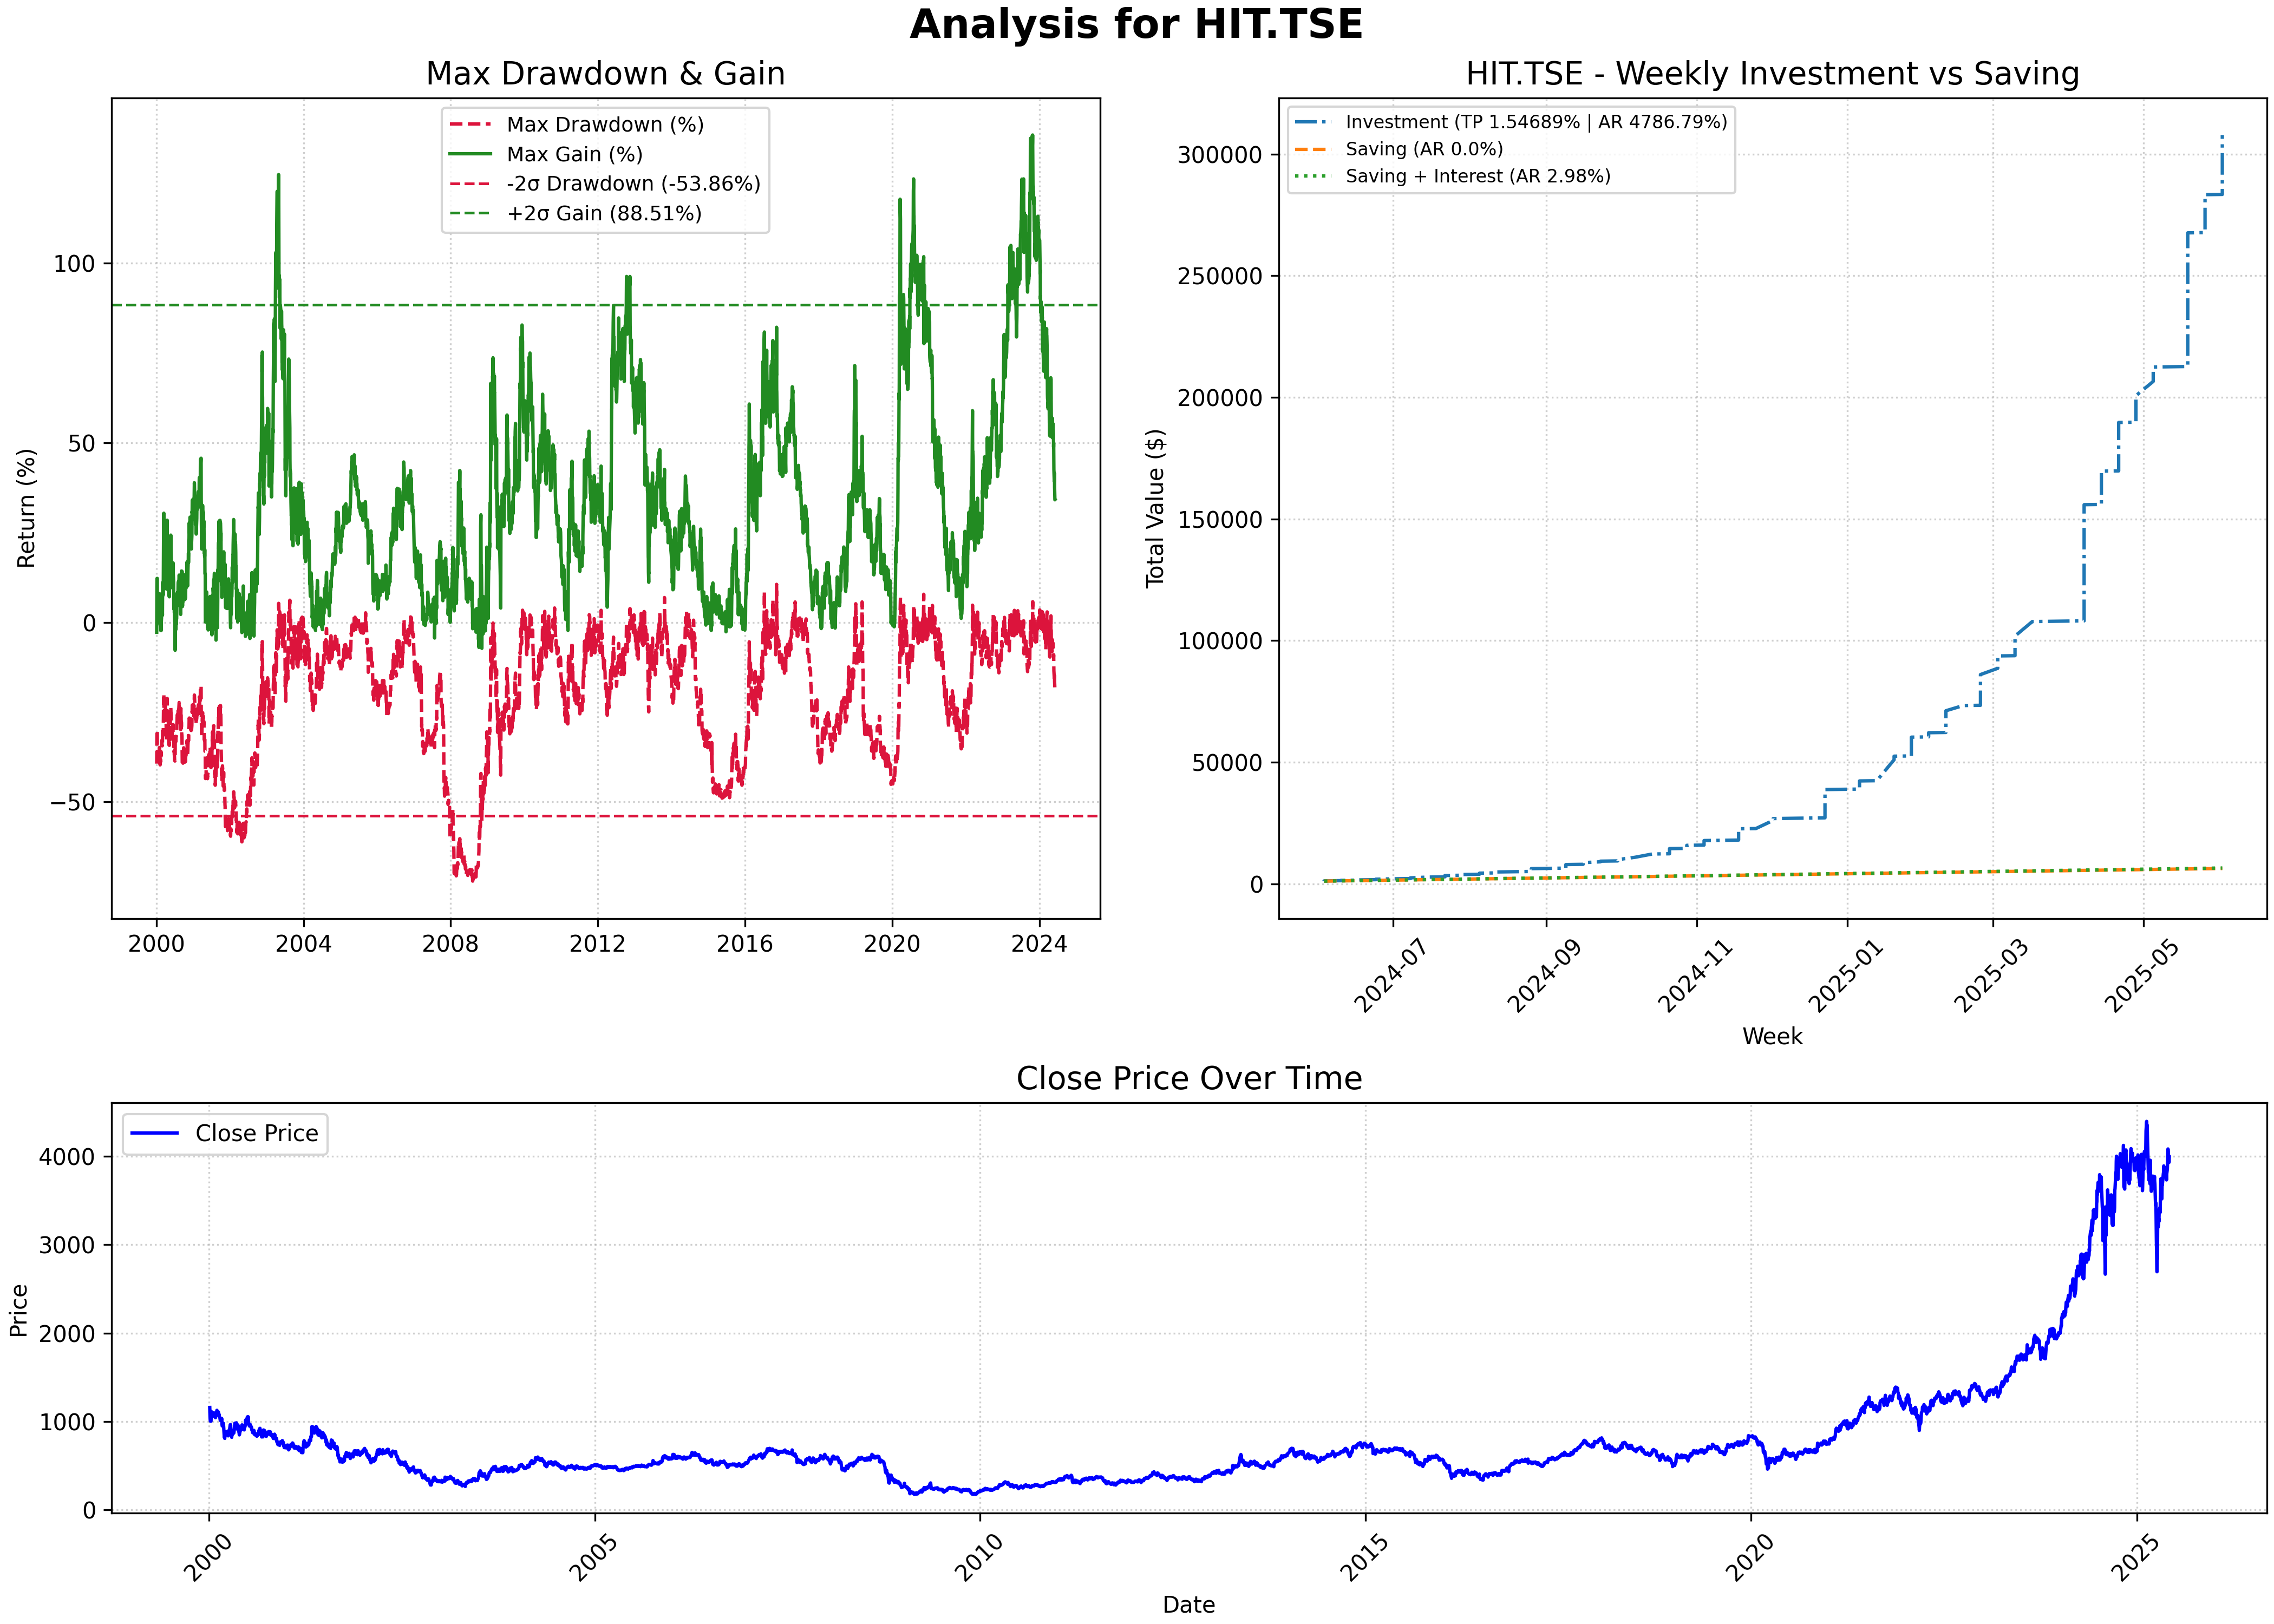 Analysis for HIT.TSE
Max Drawdown & Gain
Max Drawdown (%)
Max Gain (%)
-2σ Drawdown (-53.86%)
+2σ Gain (88.51%)
Return (%)
100
50
0
−50
2000
2004
2008
2012
2016
2020
2024
HIT.TSE - Weekly Investment vs Saving
Investment (TP 1.54689% | AR 4786.79%)
Saving (AR 0.0%)
Saving + Interest (AR 2.98%)
Total Value ($)
300000
250000
200000
150000
100000
50000
0
2024-07
2024-09
2024-11
2025-01
2025-03
2025-05
Week
Close Price Over Time
Close Price
Price
4000
3000
2000
1000
0
2000
2005
2010
2015
2020
2025
Date